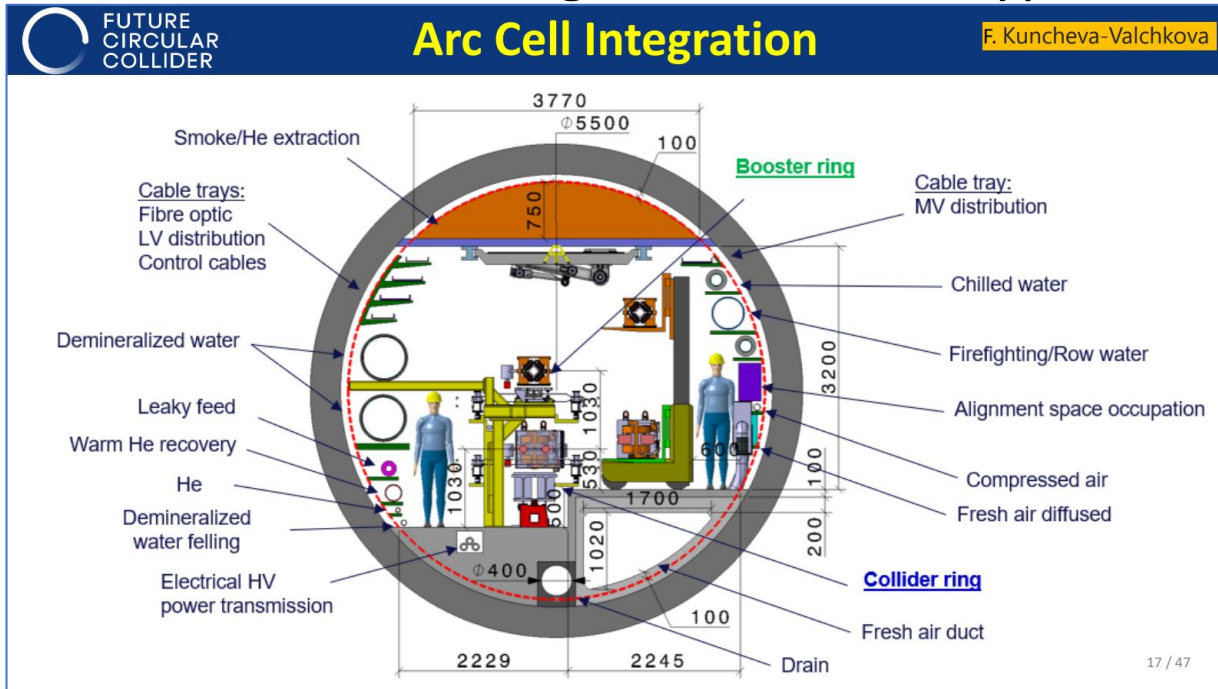 FUTURE
CIRCULAR
COLLIDER
Arc Cell Integration
F. Kuncheva-Valchkova
3770
Ø5500
100
Smoke/He extraction
Booster ring
Cable trays:
Fibre optic
LV distribution
Control cables
Cable tray:
MV distribution
750
Chilled water
Demineralized water
Firefighting/Row water
3200
1030
Leaky feed
Alignment space occupation
Warm He recovery
600
530
1030
100
Compressed air
He
1700
500
Fresh air diffused
Demineralized
water felling
200
1020
Electrical HV
power transmission
Ø400
Collider ring
100
Fresh air duct
2229
2245
Drain
17 / 47